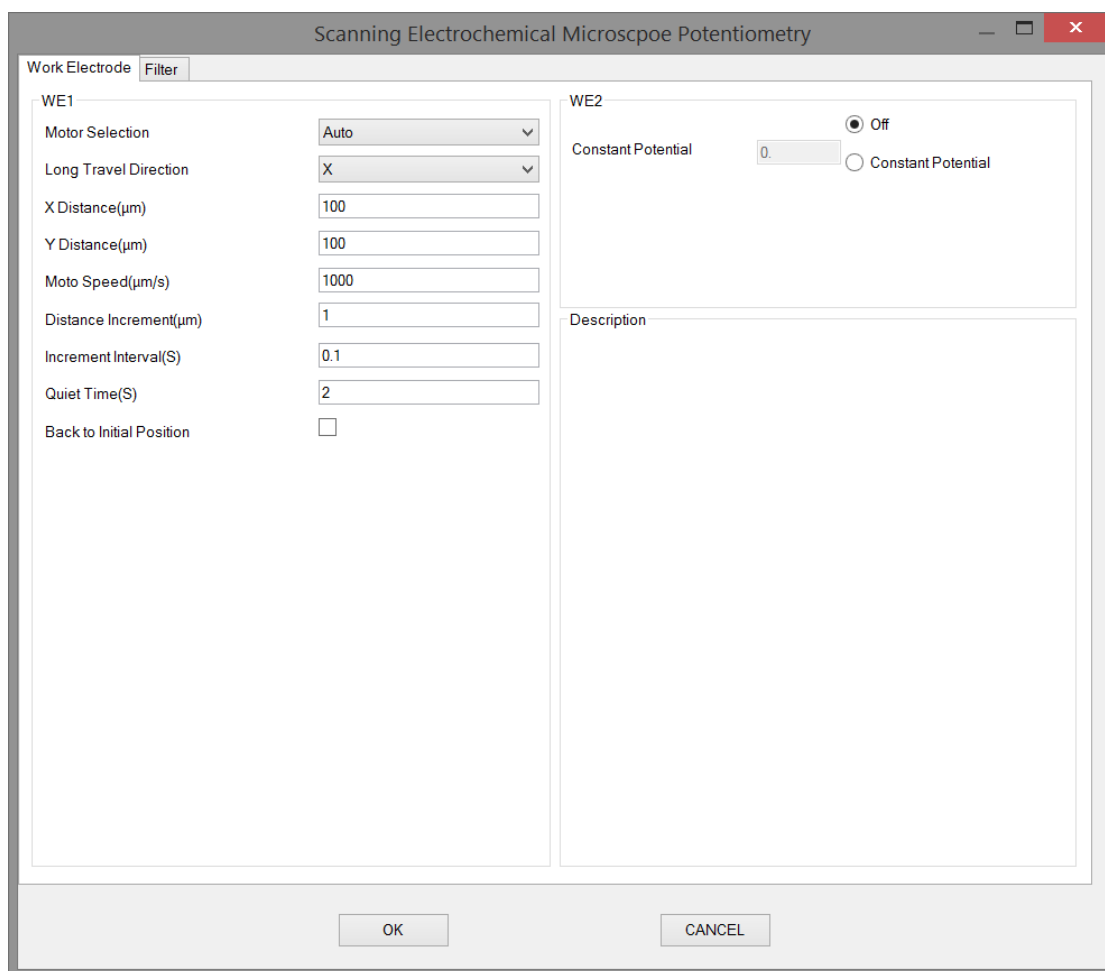 Scanning Electrochemical Microscpoe Potentiometry
Work Electrode Filter
WE1
Motor Selection Auto
Long Travel Direction X
X Distance(µm) 100
Y Distance(µm) 100
Moto Speed(µm/s) 1000
Distance Increment(µm) 1
Increment Interval(S) 0.1
Quiet Time(S) 2
Back to Initial Position
WE2
Off
Constant Potential 0. Constant Potential
Description
OK CANCEL